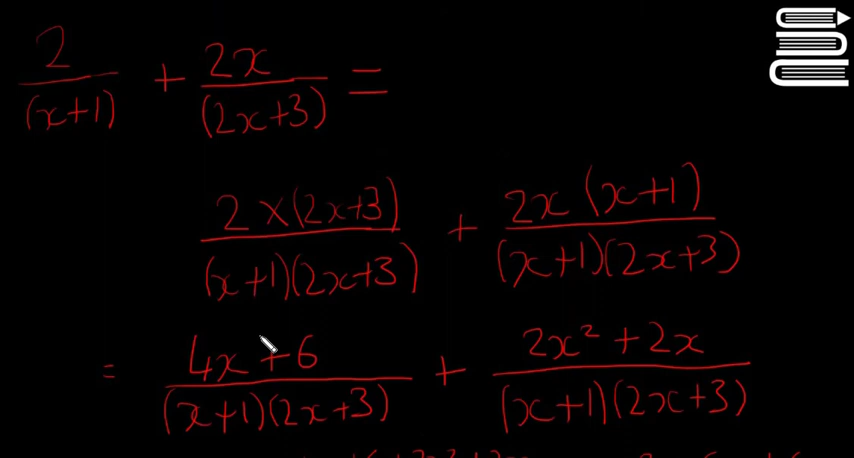 2/(x+1) + 2x/(2x+3) =
2×(2x+3)/(x+1)(2x+3) + 2x(x+1)/(x+1)(2x+3)
= 4x+6/(x+1)(2x+3) + 2x²+2x/(x+1)(2x+3)